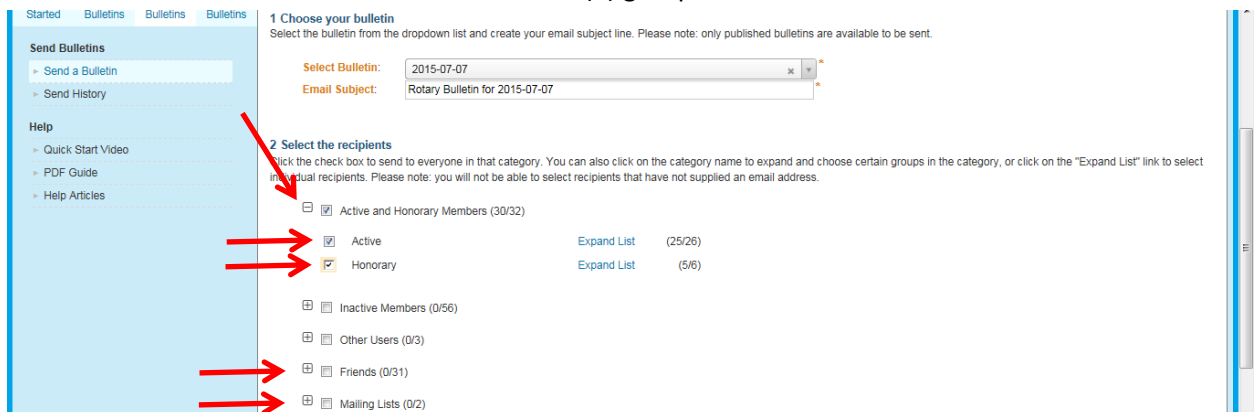 Started Bulletins Bulletins Bulletins
Send Bulletins
Send a Bulletin
Send History
Help
Quick Start Video
PDF Guide
Help Articles
1 Choose your bulletin
Select the bulletin from the dropdown list and create your email subject line. Please note: only published bulletins are available to be sent.
Select Bulletin: 2015-07-07 *
Email Subject: Rotary Bulletin for 2015-07-07 *
2 Select the recipients
Click the check box to send to everyone in that category. You can also click on the category name to expand and choose certain groups in the category, or click on the "Expand List" link to select
individual recipients. Please note: you will not be able to select recipients that have not supplied an email address.
Active and Honorary Members (30/32)
Active Expand List (25/26)
Honorary Expand List (5/6)
Inactive Members (0/56)
Other Users (0/3)
Friends (0/31)
Mailing Lists (0/2)